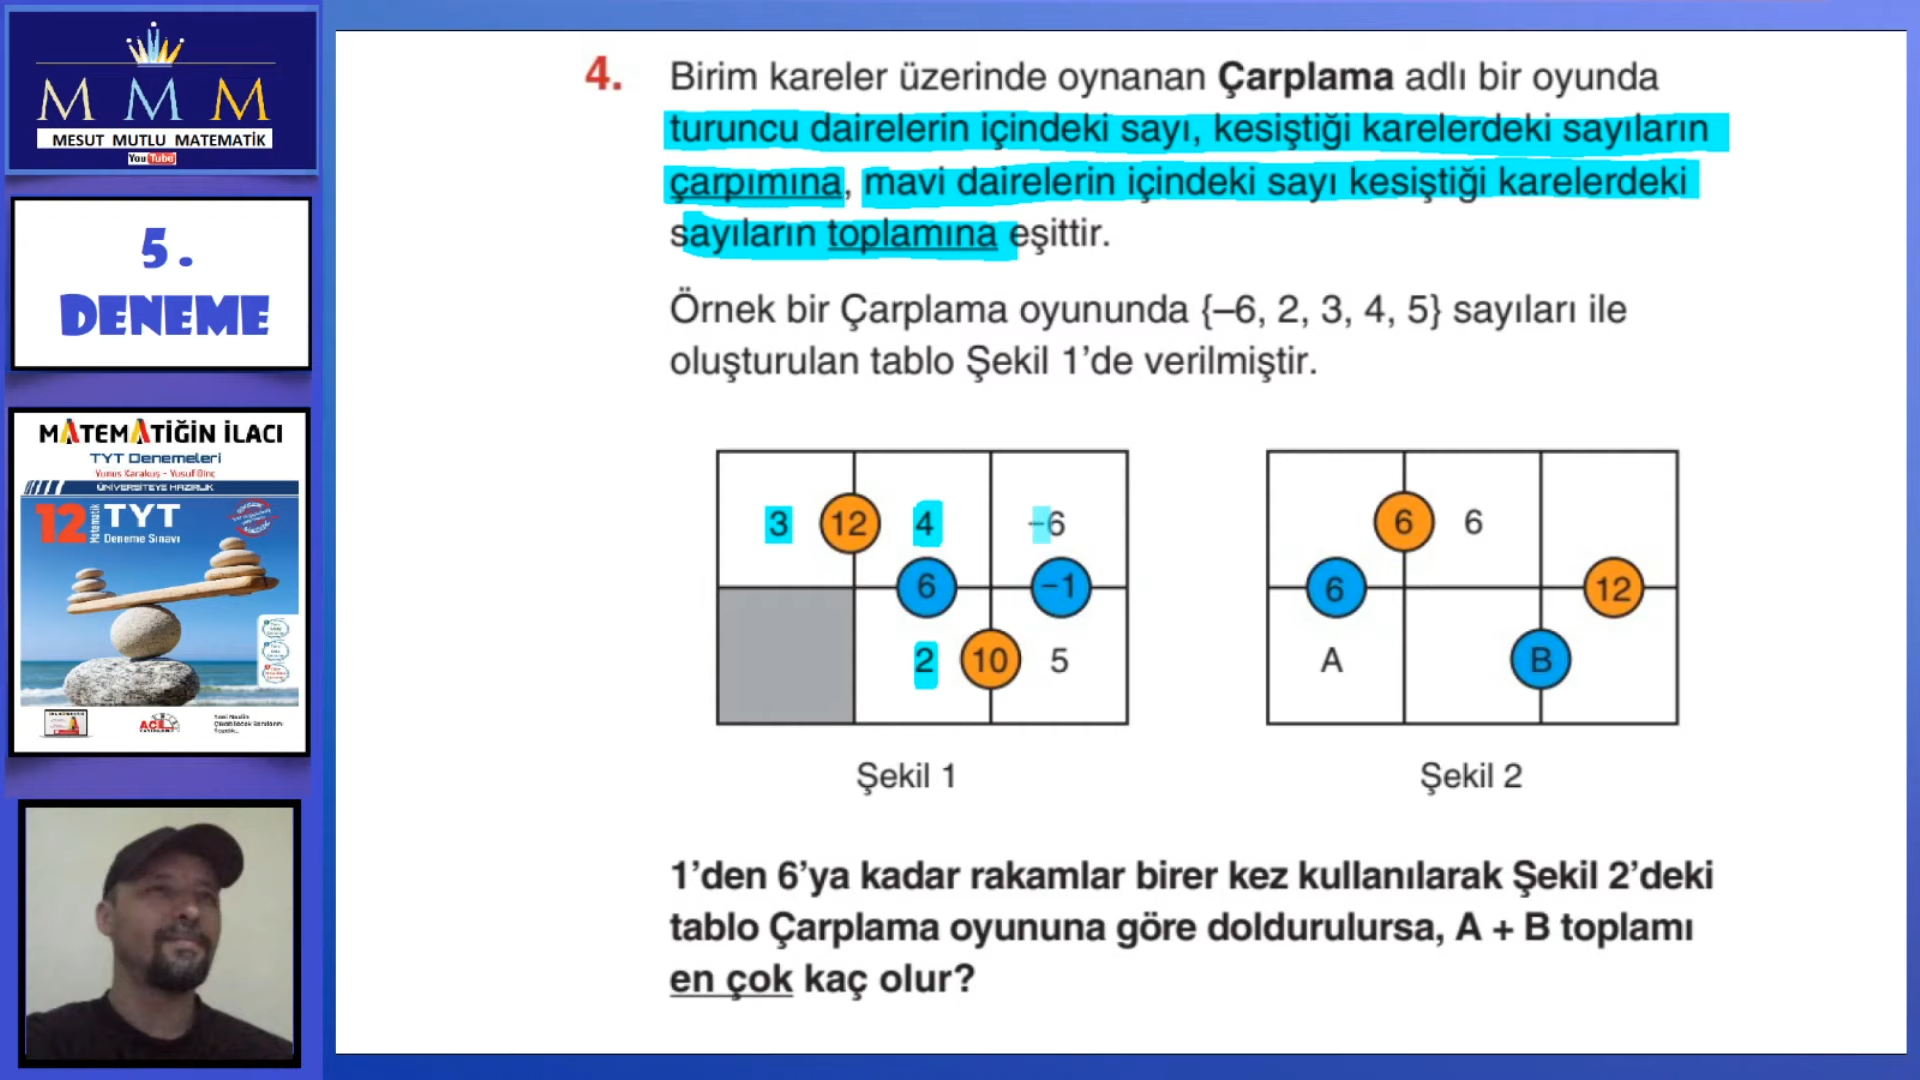 M M M
MESUT MUTLU MATEMATİK
YouTube
5.
DENEME
MATEMATİĞİN İLACI
TYT Denemeleri
Yunus Karakuş - Yusuf Dinç
ÜNİVERSİTEYE HAZIRLIK
12 Matematik TYT
Deneme Sınavı
4. Birim kareler üzerinde oynanan Çarplama adlı bir oyunda
turuncu dairelerin içindeki sayı, kesiştiği karelerdeki sayıların
çarpımına, mavi dairelerin içindeki sayı kesiştiği karelerdeki
sayıların toplamına eşittir.
Örnek bir Çarplama oyununda {–6, 2, 3, 4, 5} sayıları ile
oluşturulan tablo Şekil 1’de verilmiştir.
3 12 4 –6
6 –1
2 10 5
Şekil 1
6 6
6 12
A B
Şekil 2
1’den 6’ya kadar rakamlar birer kez kullanılarak Şekil 2’deki
tablo Çarplama oyununa göre doldurulursa, A + B toplamı
en çok kaç olur?